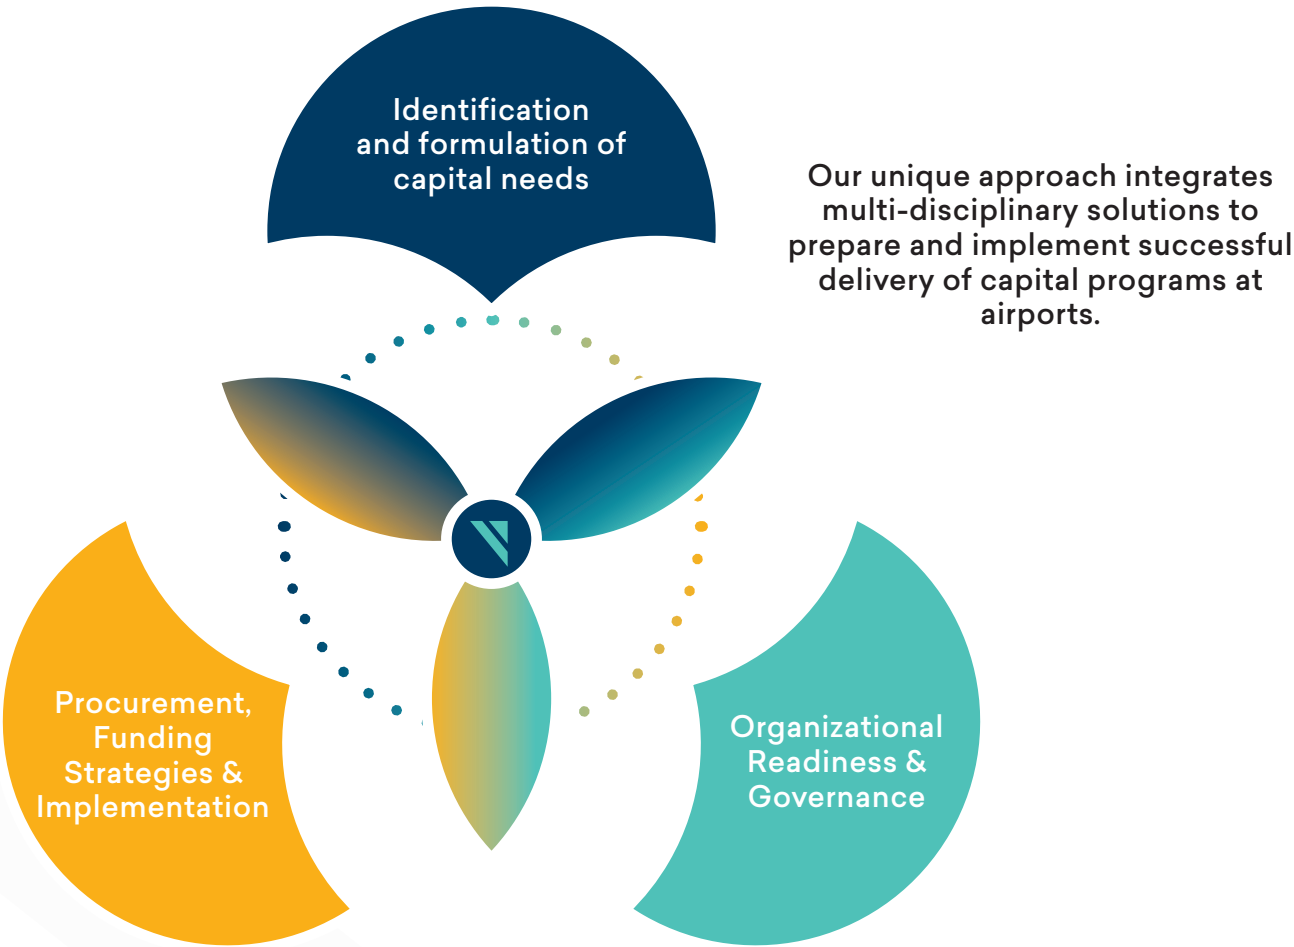 Identification
and formulation of
capital needs
Our unique approach integrates
multi-disciplinary solutions to
prepare and implement successful
delivery of capital programs at
airports.
Procurement,
Funding
Strategies &
Implementation
Organizational
Readiness &
Governance